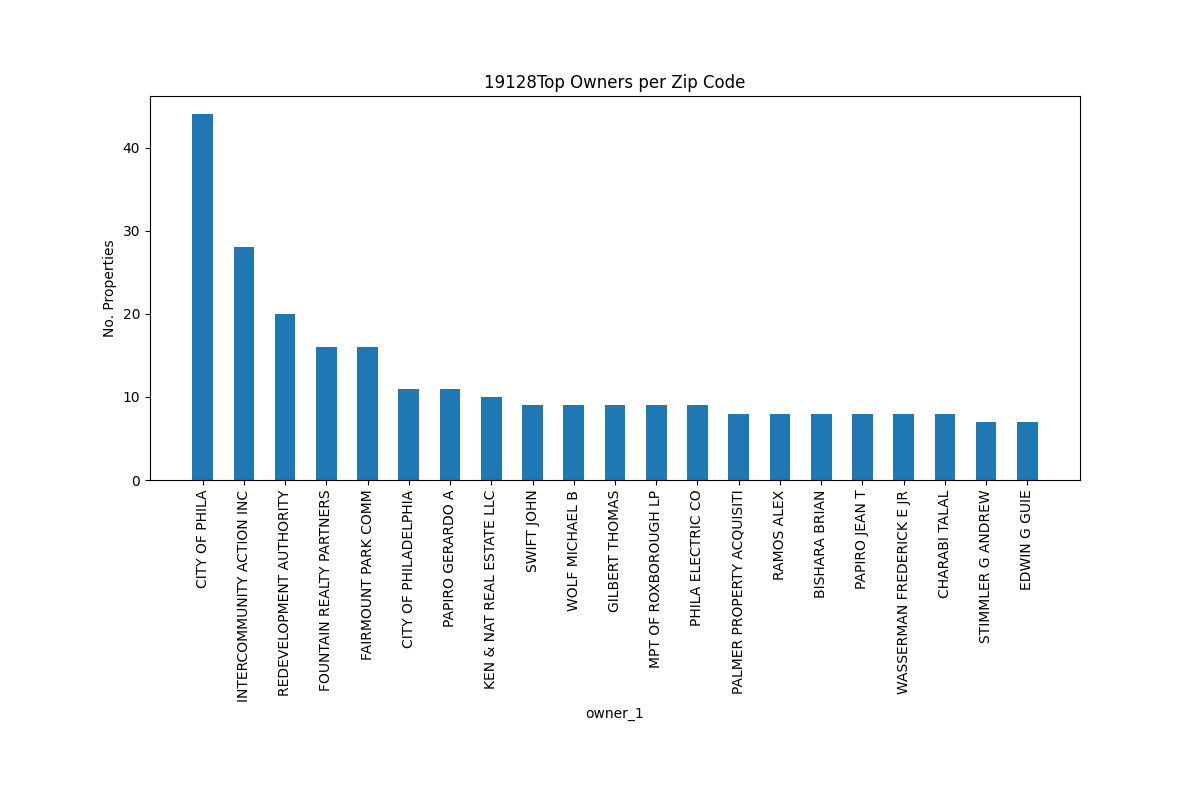 19128Top Owners per Zip Code
No. Properties
40
30
20
10
0
CITY OF PHILA
INTERCOMMUNITY ACTION INC
REDEVELOPMENT AUTHORITY
FOUNTAIN REALTY PARTNERS
FAIRMOUNT PARK COMM
CITY OF PHILADELPHIA
PAPIRO GERARDO A
KEN & NAT REAL ESTATE LLC
SWIFT JOHN
WOLF MICHAEL B
GILBERT THOMAS
MPT OF ROXBOROUGH LP
PHILA ELECTRIC CO
PALMER PROPERTY ACQUISITI
RAMOS ALEX
BISHARA BRIAN
PAPIRO JEAN T
WASSERMAN FREDERICK E JR
CHARABI TALAL
STIMMLER G ANDREW
EDWIN G GUIE
owner_1